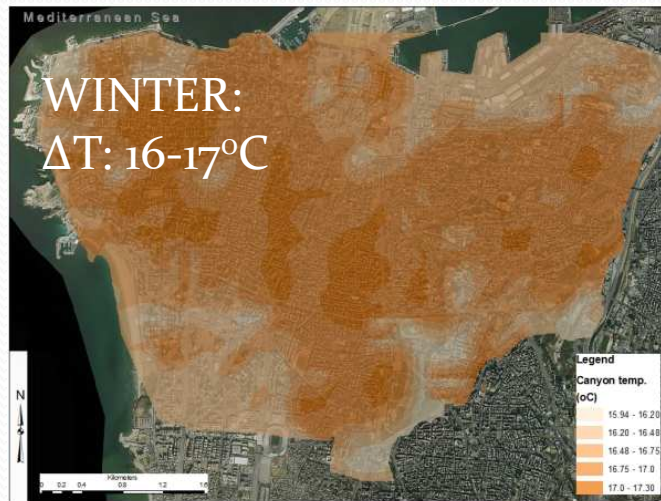 Mediterranean Sea
WINTER:
ΔT: 16-17°C
N
Kilometers
0 0.2 0.4 0.8 1.2 1.6
Legend
Canyon temp.
(oC)
15.94 - 16.20
16.20 - 16.48
16.48 - 16.75
16.75 - 17.0
17.0 - 17.30